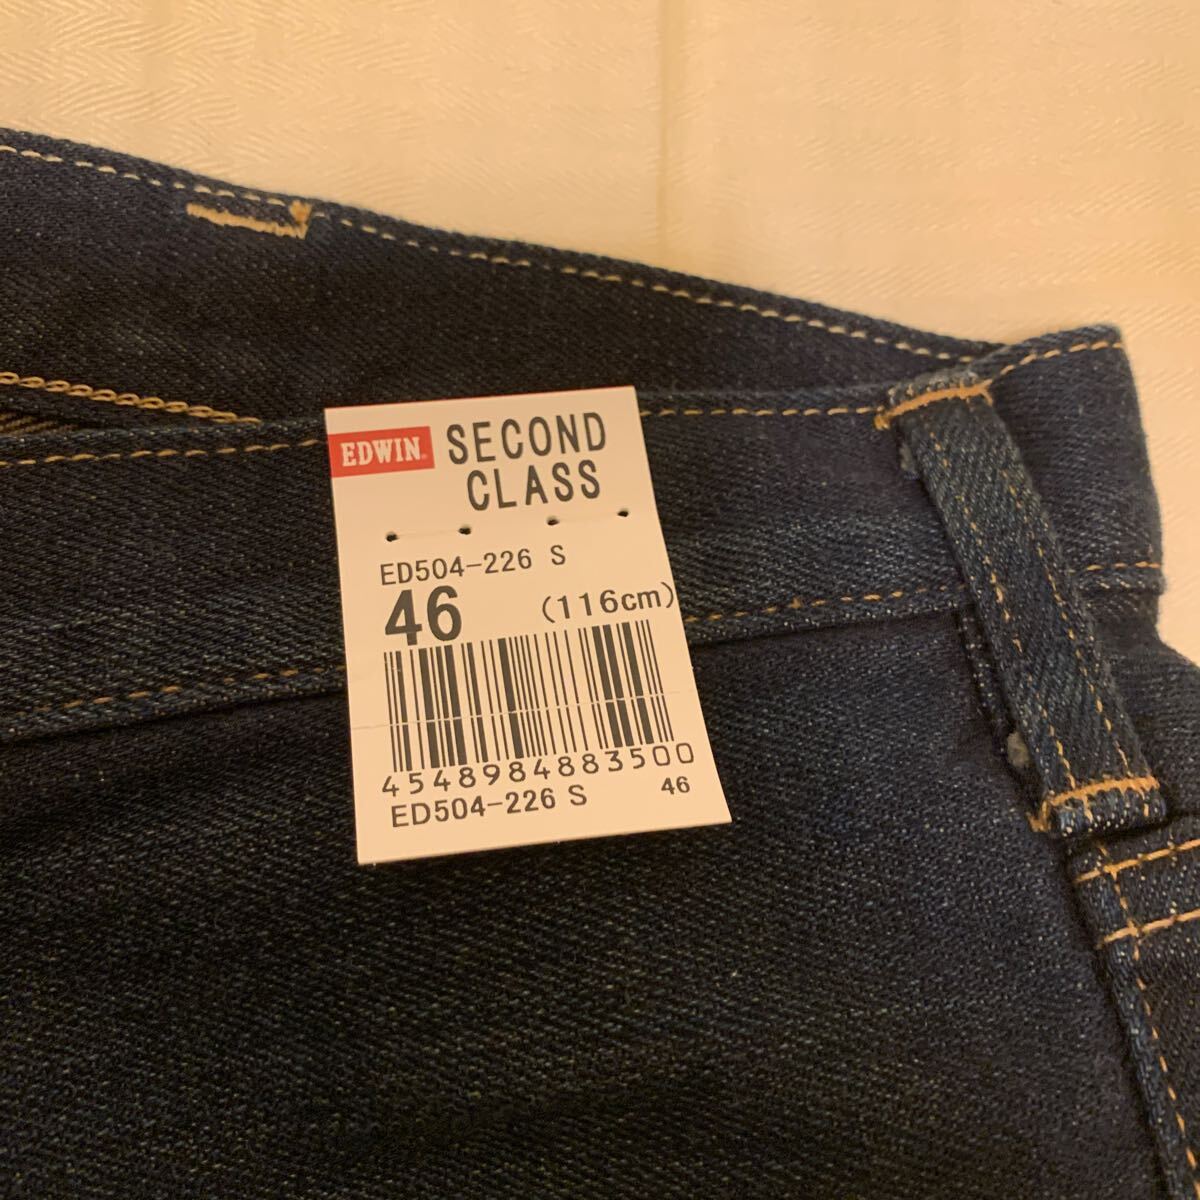 EDWIN
SECOND
CLASS
ED504-226 S
46 (116cm)
4548984883500
ED504-226 S 46